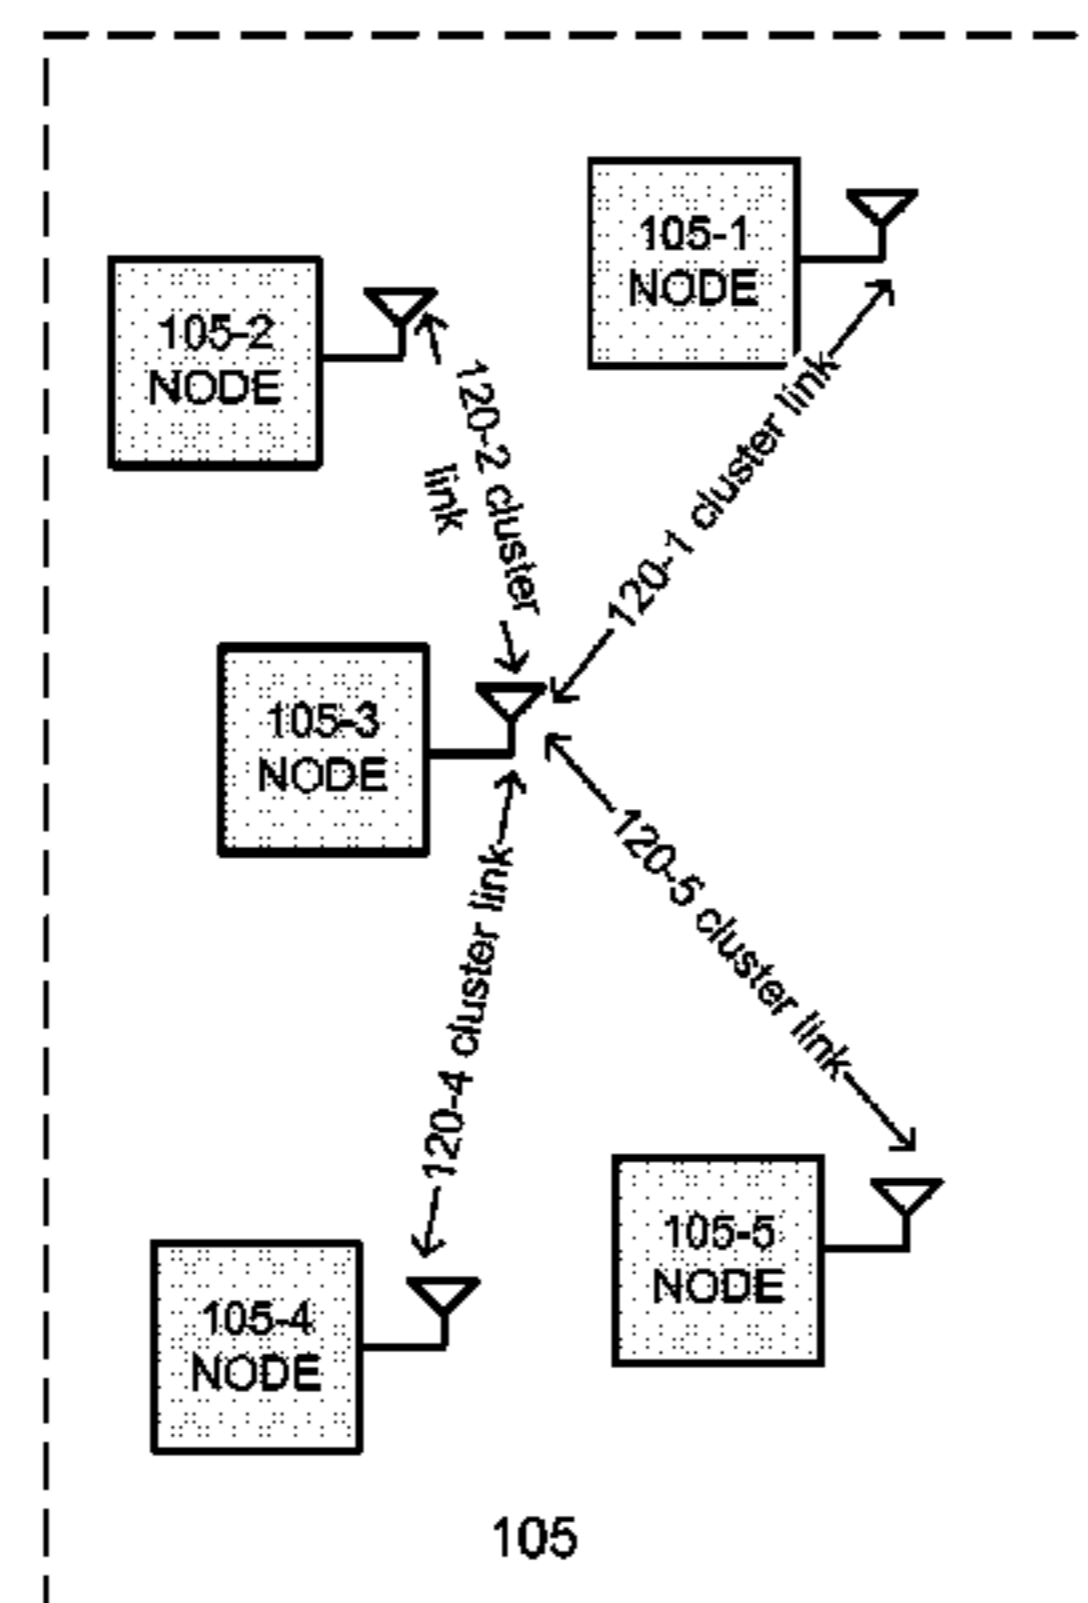 105-1
NODE
105-2
NODE
120-2 cluster
link
120-1 cluster link
105-3
NODE
120-5 cluster link
120-4 cluster link
105-5
NODE
105-4
NODE
105